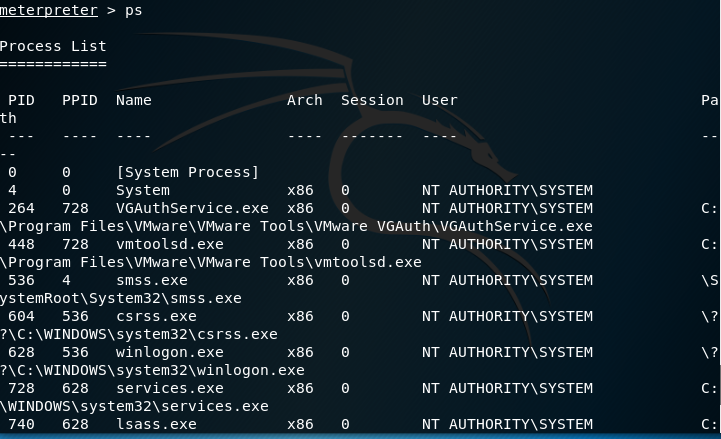 meterpreter > ps
Process List
============
PID PPID Name Arch Session User Pa
th
--- ---- ---- ---- ------- ---- --
--
0 0 [System Process]
4 0 System x86 0 NT AUTHORITY\SYSTEM
264 728 VGAuthService.exe x86 0 NT AUTHORITY\SYSTEM C:
\Program Files\VMware\VMware Tools\VMware VGAuth\VGAuthService.exe
448 728 vmtoolsd.exe x86 0 NT AUTHORITY\SYSTEM C:
\Program Files\VMware\VMware Tools\vmtoolsd.exe
536 4 smss.exe x86 0 NT AUTHORITY\SYSTEM \S
ystemRoot\System32\smss.exe
604 536 csrss.exe x86 0 NT AUTHORITY\SYSTEM \?
?\C:\WINDOWS\system32\csrss.exe
628 536 winlogon.exe x86 0 NT AUTHORITY\SYSTEM \?
?\C:\WINDOWS\system32\winlogon.exe
728 628 services.exe x86 0 NT AUTHORITY\SYSTEM C:
\WINDOWS\system32\services.exe
740 628 lsass.exe x86 0 NT AUTHORITY\SYSTEM C: